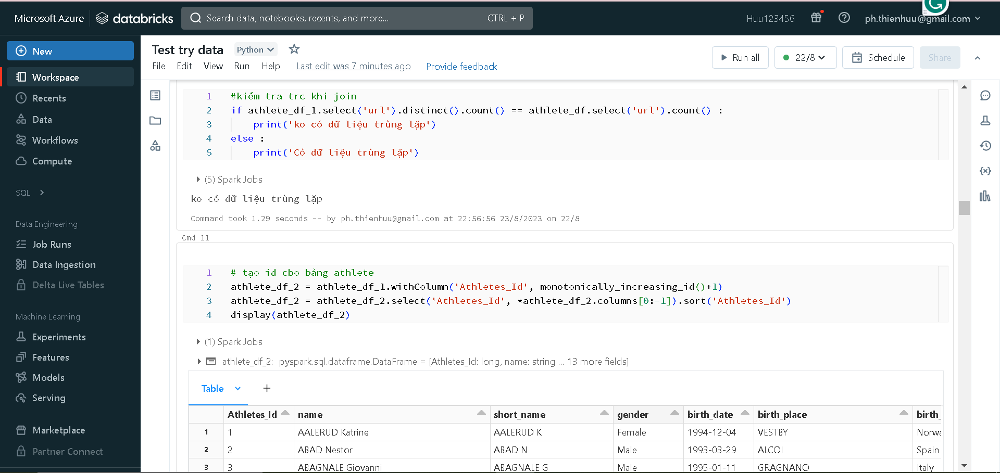 Microsoft Azure
databricks
Search data, notebooks, recents, and more...
CTRL + P
Huu123456
ph.thienhuu@gmail.com
New
Workspace
Recents
Data
Workflows
Compute
SQL
Data Engineering
Job Runs
Data Ingestion
Delta Live Tables
Machine Learning
Experiments
Features
Models
Serving
Marketplace
Partner Connect
Test try data
Python
File Edit View Run Help Last edit was 7 minutes ago Provide feedback
Run all
22/8
Schedule
Share
1 #kiểm tra trc khi join
2 if athlete_df_1.select('url').distinct().count() == athlete_df.select('url').count() :
3 print('ko có dữ liệu trùng lặp')
4 else :
5 print('Có dữ liệu trùng lặp')
(5) Spark Jobs
ko có dữ liệu trùng lặp
Command took 1.29 seconds -- by ph.thienhuu@gmail.com at 22:56:56 23/8/2023 on 22/8
Cmd 11
1 # tạo id cbo bảng athlete
2 athlete_df_2 = athlete_df_1.withColumn('Athletes_Id', monotonically_increasing_id()+1)
3 athlete_df_2 = athlete_df_2.select('Athletes_Id', *athlete_df_2.columns[0:-1]).sort('Athletes_Id')
4 display(athlete_df_2)
(1) Spark Jobs
athlete_df_2: pyspark.sql.dataframe.DataFrame = [Athletes_Id: long, name: string ... 13 more fields]
Table +
Athletes_Id name short_name gender birth_date birth_place birth_
1 1 AALERUD Katrine AALERUD K Female 1994-12-04 VESTBY Norwa
2 2 ABAD Nestor ABAD N Male 1993-03-29 ALCOI Spain
3 3 ABAGNALE Giovanni ABAGNALE G Male 1995-01-11 GRAGNANO Italy